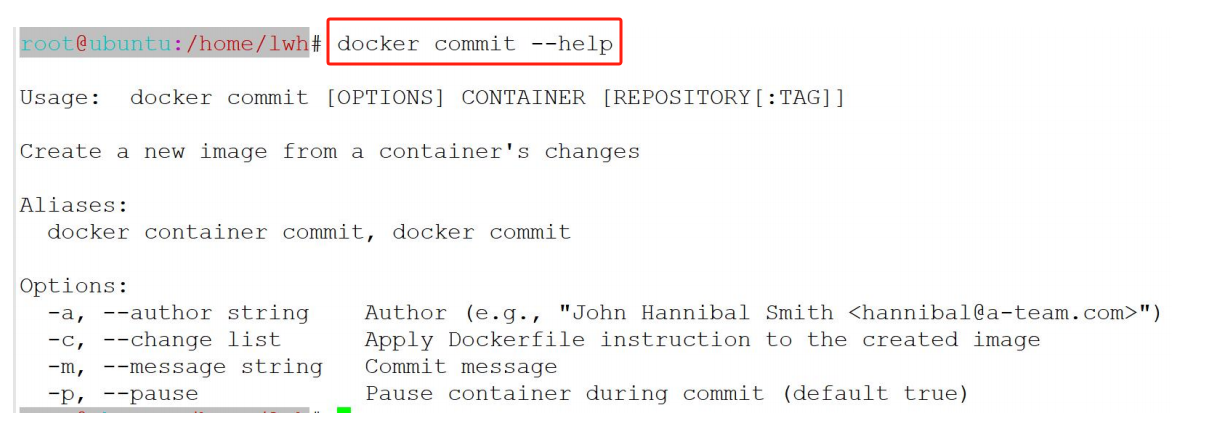 root@ubuntu:/home/lwh# docker commit --help
Usage:  docker commit [OPTIONS] CONTAINER [REPOSITORY[:TAG]]
Create a new image from a container's changes
Aliases:
  docker container commit, docker commit
Options:
  -a, --author string    Author (e.g., "John Hannibal Smith <hannibal@a-team.com>")
  -c, --change list      Apply Dockerfile instruction to the created image
  -m, --message string   Commit message
  -p, --pause            Pause container during commit (default true)